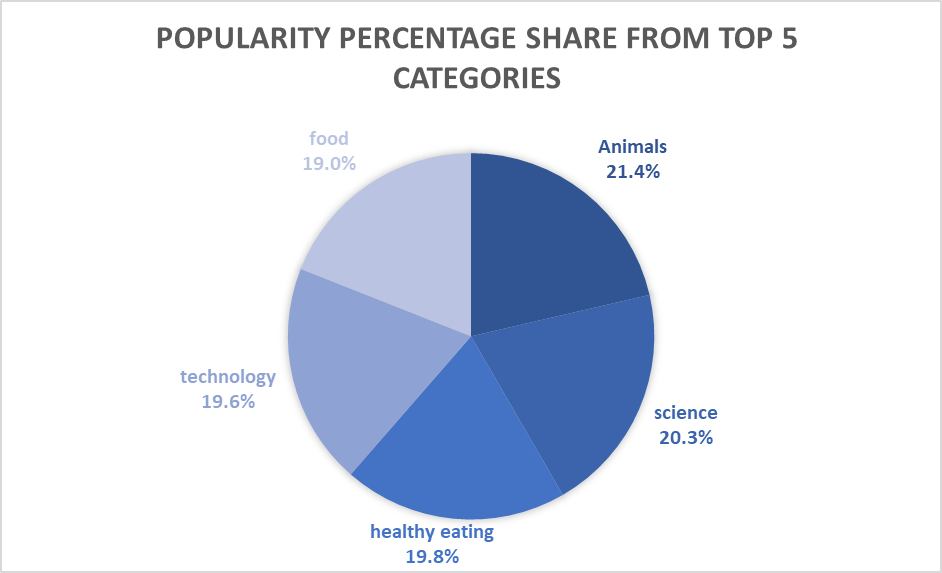 POPULARITY PERCENTAGE SHARE FROM TOP 5
CATEGORIES
food
19.0%
Animals
21.4%
technology
19.6%
science
20.3%
healthy eating
19.8%